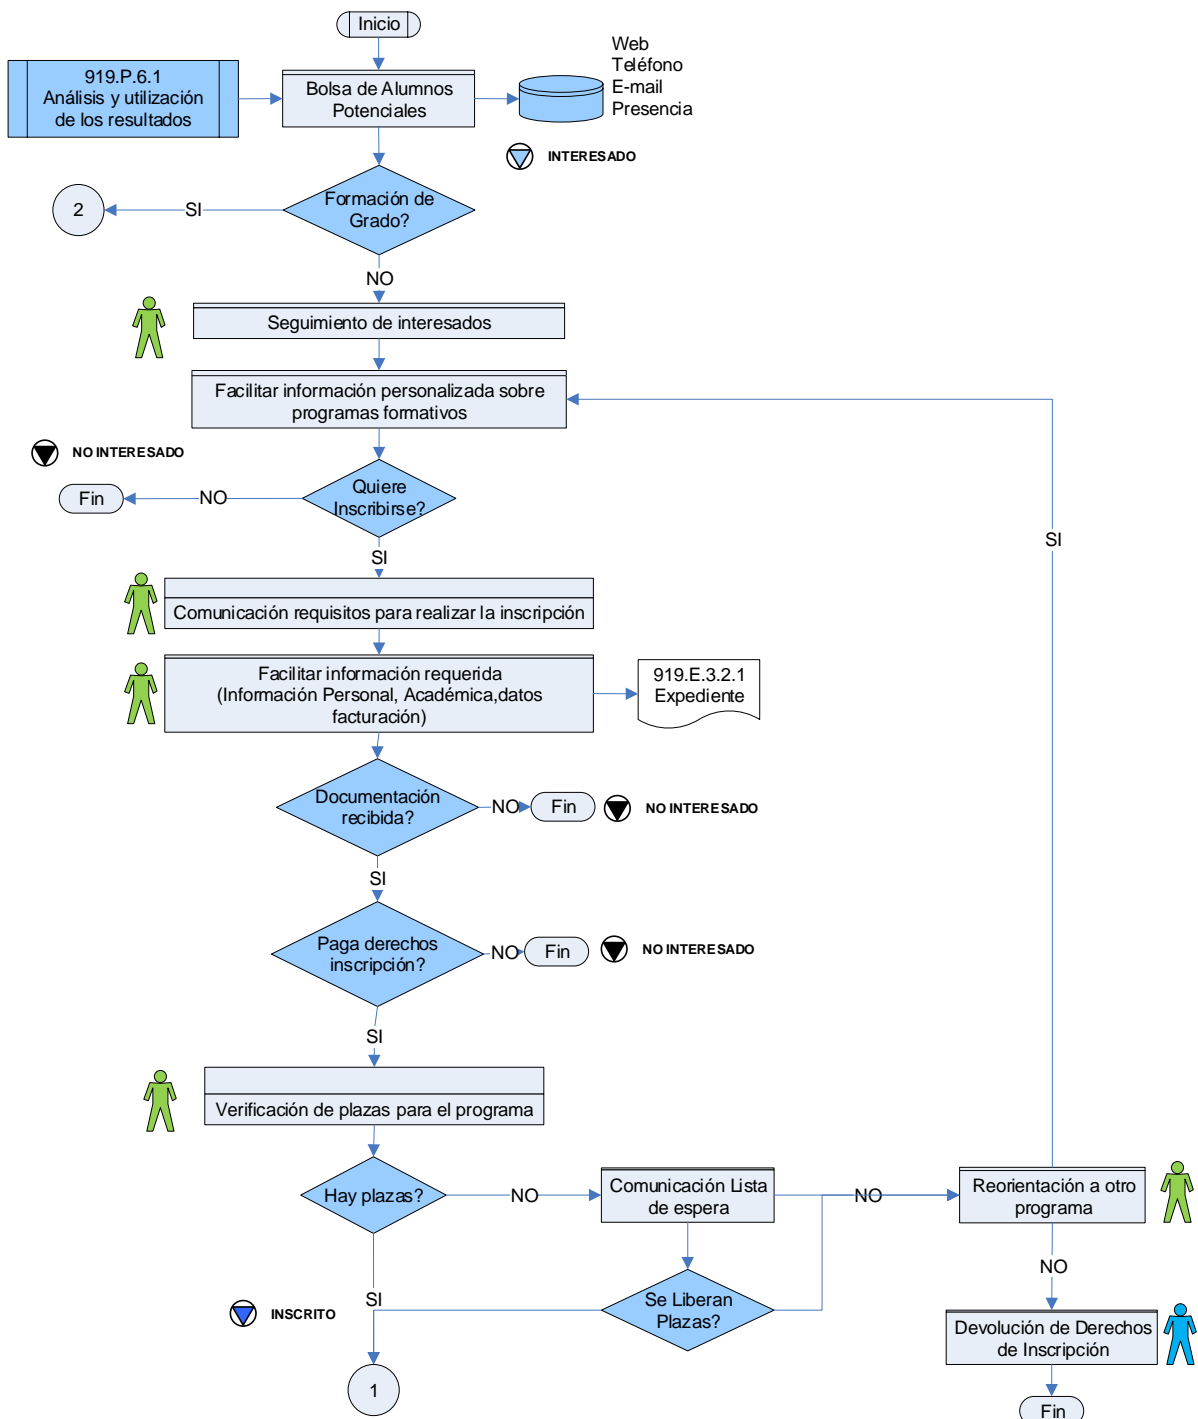 Inicio
Web
Teléfono
E-mail
Presencia
919.P.6.1
Análisis y utilización
de los resultados
Bolsa de Alumnos
Potenciales
INTERESADO
Formación de
Grado?
SI
2
NO
Seguimiento de interesados
Facilitar información personalizada sobre
programas formativos
NO INTERESADO
Quiere
Inscribirse?
NO
Fin
SI
SI
Comunicación requisitos para realizar la inscripción
Facilitar información requerida
(Información Personal, Académica,datos
facturación)
919.E.3.2.1
Expediente
Documentación
recibida?
NO
Fin
NO INTERESADO
SI
Paga derechos
inscripción?
NO
Fin
NO INTERESADO
SI
Verificación de plazas para el programa
Hay plazas?
NO
Comunicación Lista
de espera
NO
Reorientación a otro
programa
NO
SI
INSCRITO
Se Liberan
Plazas?
Devolución de Derechos
de Inscripción
1
Fin